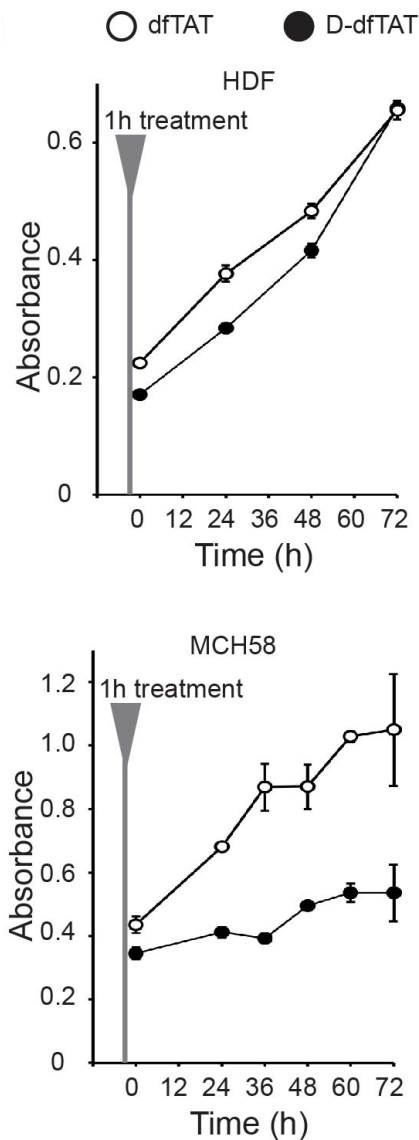 dfTAT D-dfTAT
HDF
1h treatment
0.6
0.4
0.2
0
Absorbance
0 12 24 36 48 60 72
Time (h)
MCH58
1.2
1h treatment
1.0
0.8
0.6
0.4
0.2
0
Absorbance
0 12 24 36 48 60 72
Time (h)